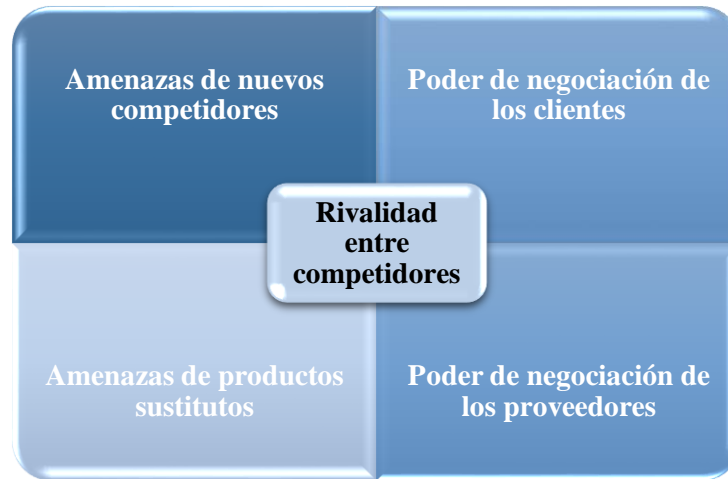 Amenazas de nuevos
competidores
Poder de negociación de
los clientes
Rivalidad
entre
competidores
Amenazas de productos
sustitutos
Poder de negociación de
los proveedores